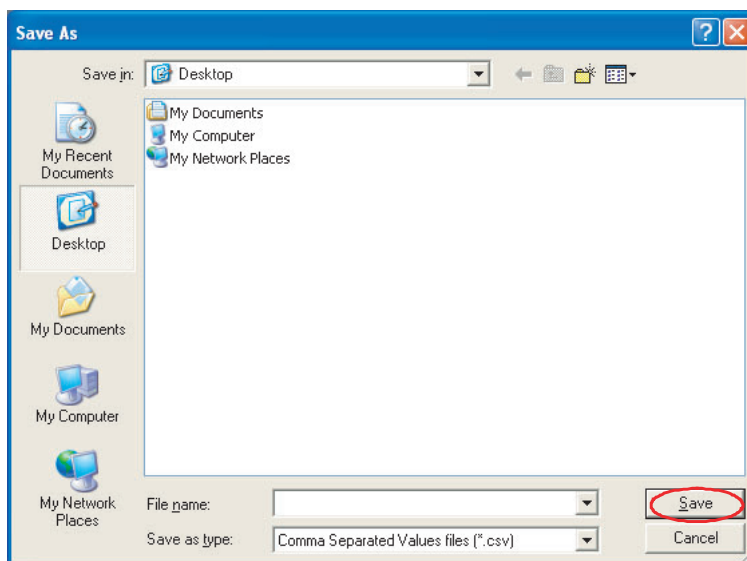 Save As
Save in: Desktop
My Recent
Documents
Desktop
My Documents
My Computer
My Network
Places
My Documents
My Computer
My Network Places
File name:
Save
Save as type: Comma Separated Values files (*.csv)
Cancel